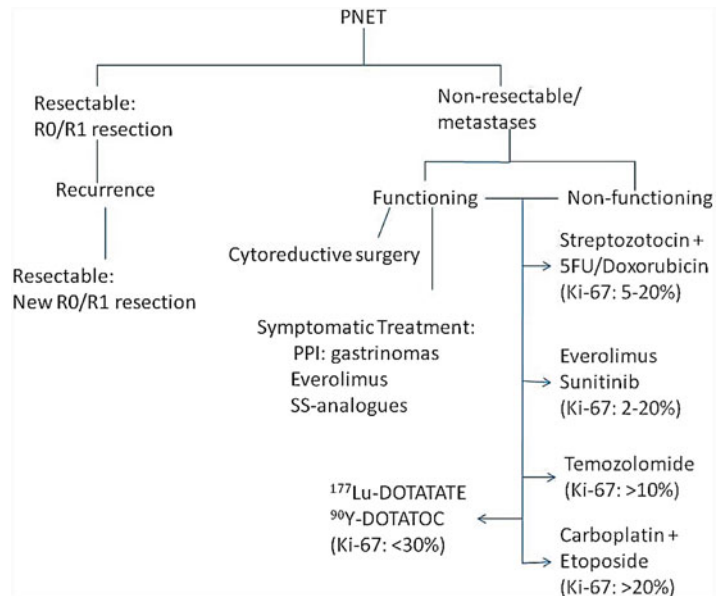 PNET
Resectable:
R0/R1 resection
Non-resectable/
metastases
Recurrence
Functioning
Non-functioning
Resectable:
New R0/R1 resection
Cytoreductive surgery
Symptomatic Treatment:
PPI: gastrinomas
Everolimus
SS-analogues
Streptozotocin +
5FU/Doxorubicin
(Ki-67: 5-20%)
Everolimus
Sunitinib
(Ki-67: 2-20%)
Temozolomide
(Ki-67: >10%)
¹⁷⁷Lu-DOTATATE
⁹⁰Y-DOTATOC
(Ki-67: <30%)
Carboplatin +
Etoposide
(Ki-67: >20%)